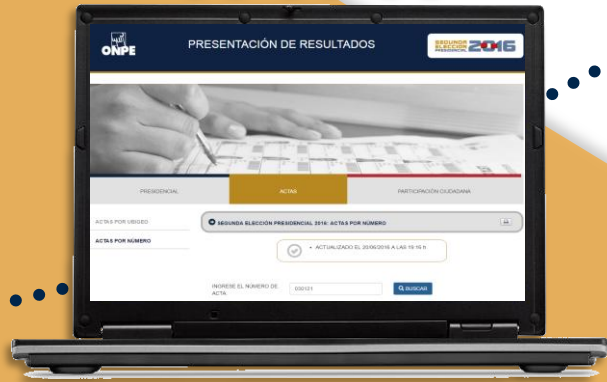 ONPE
PRESENTACIÓN DE RESULTADOS
SEGUNDA
ELECCIÓN
PRESIDENCIAL
2016
PRESIDENCIAL
ACTAS
PARTICIPACIÓN CIUDADANA
ACTAS POR UBIGEO
ACTAS POR NÚMERO
SEGUNDA ELECCIÓN PRESIDENCIAL 2016: ACTAS POR NÚMERO
• ACTUALIZADO EL 20/06/2016 A LAS 19:16 h
INGRESE EL NÚMERO DE
ACTA:
030121
BUSCAR